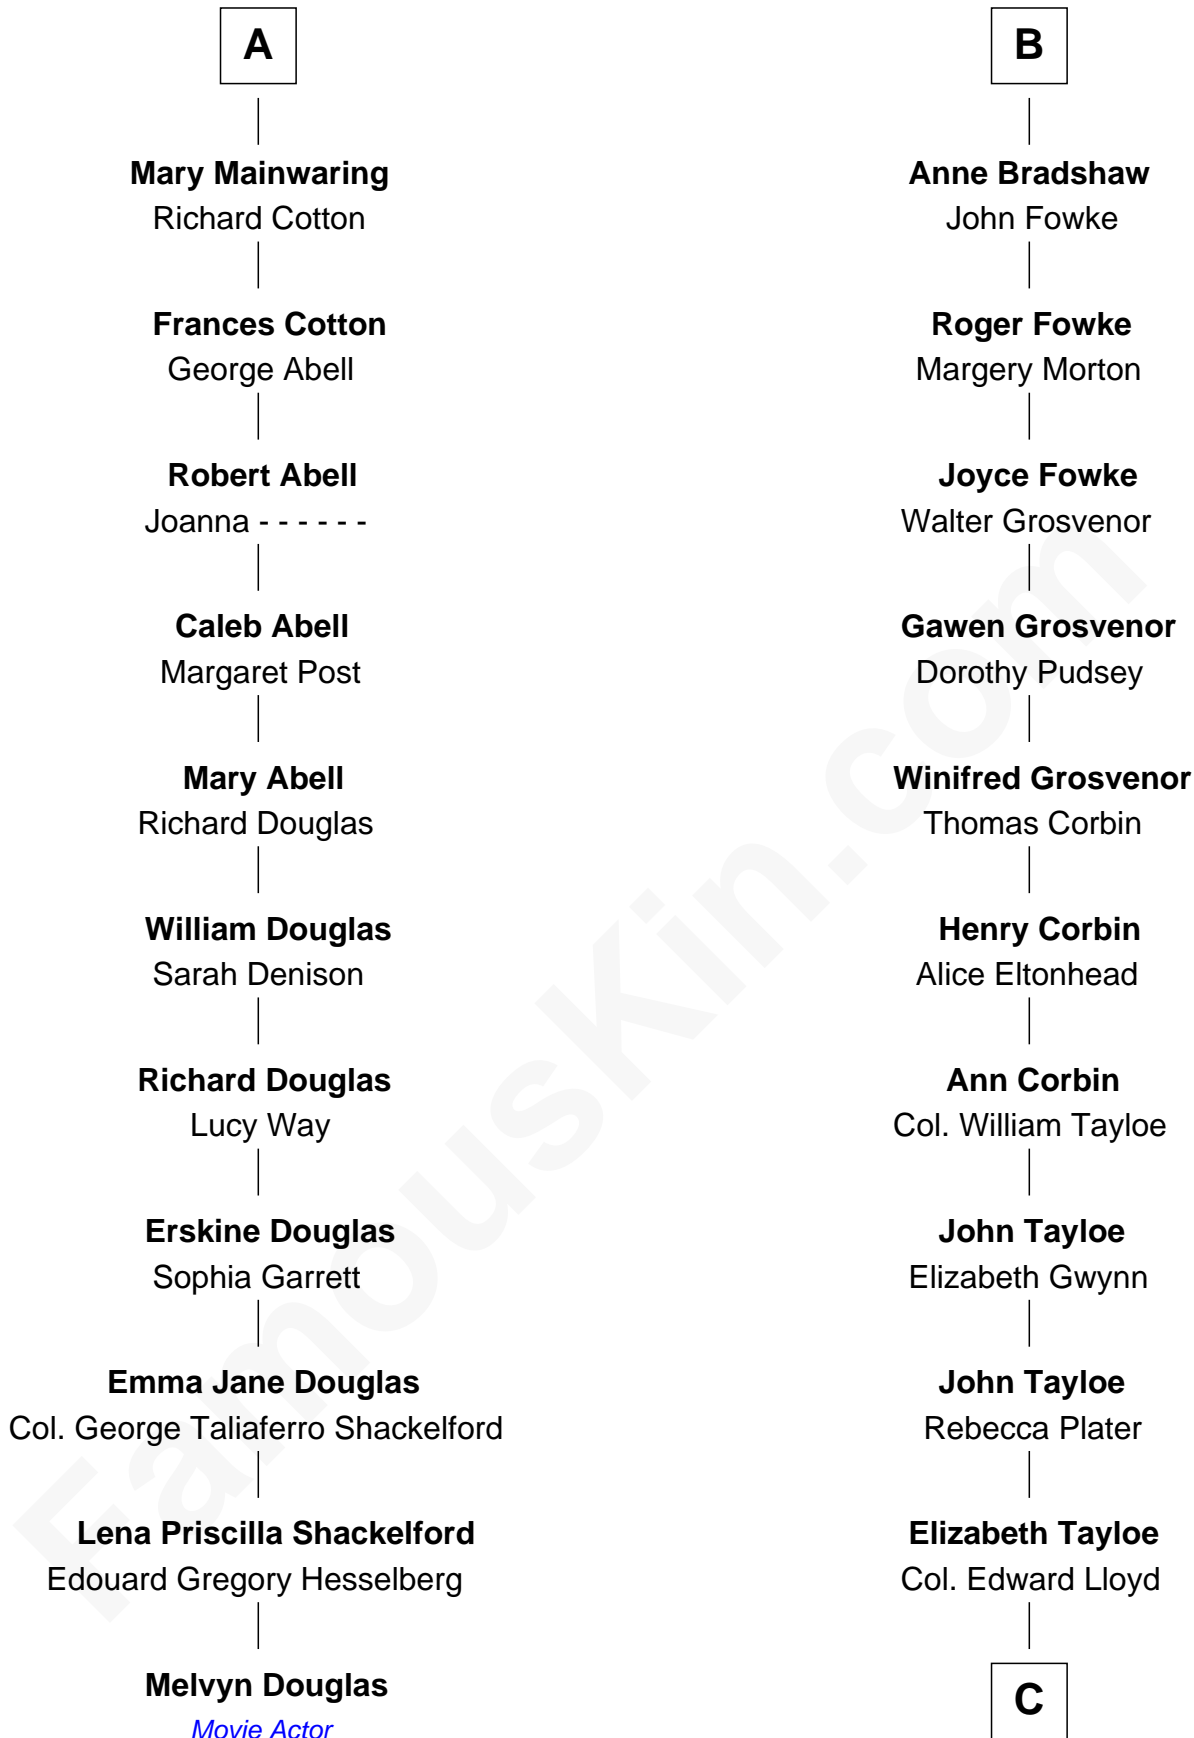 A
Mary Mainwaring
Richard Cotton
Frances Cotton
George Abell
Robert Abell
Joanna - - - - - -
Caleb Abell
Margaret Post
Mary Abell
Richard Douglas
William Douglas
Sarah Denison
Richard Douglas
Lucy Way
Erskine Douglas
Sophia Garrett
Emma Jane Douglas
Col. George Taliaferro Shackelford
Lena Priscilla Shackelford
Edouard Gregory Hesselberg
Melvyn Douglas
Movie Actor
B
Anne Bradshaw
John Fowke
Roger Fowke
Margery Morton
Joyce Fowke
Walter Grosvenor
Gawen Grosvenor
Dorothy Pudsey
Winifred Grosvenor
Thomas Corbin
Henry Corbin
Alice Eltonhead
Ann Corbin
Col. William Tayloe
John Tayloe
Elizabeth Gwynn
John Tayloe
Rebecca Plater
Elizabeth Tayloe
Col. Edward Lloyd
C
FamousKin.com